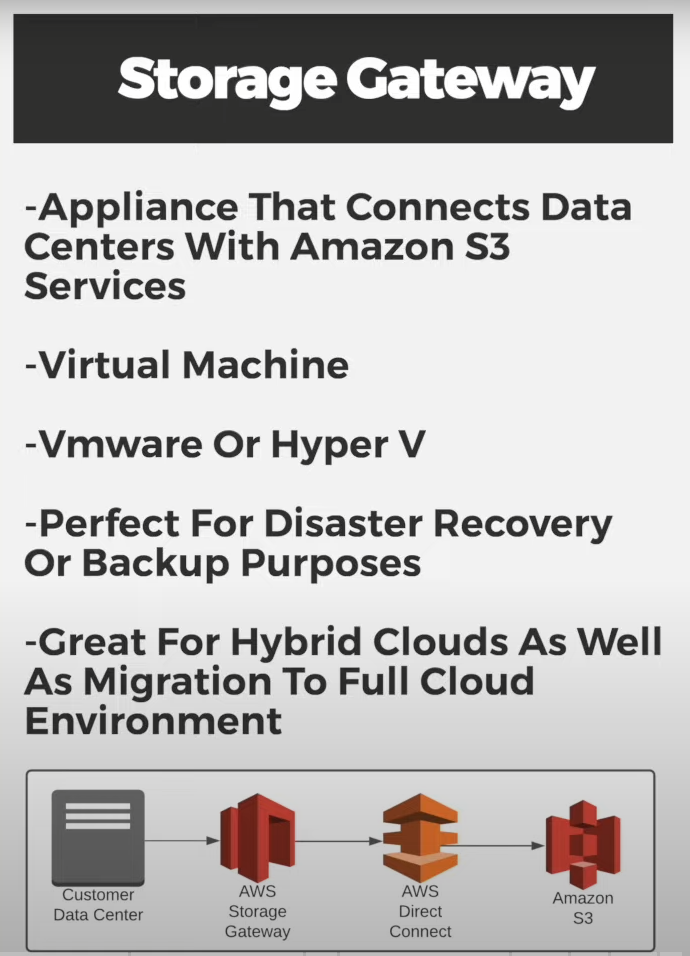 Storage Gateway
-Appliance That Connects Data
Centers With Amazon S3
Services
-Virtual Machine
-Vmware Or Hyper V
-Perfect For Disaster Recovery
Or Backup Purposes
-Great For Hybrid Clouds As Well
As Migration To Full Cloud
Environment
Customer
Data Center
AWS
Storage
Gateway
AWS
Direct
Connect
Amazon
S3